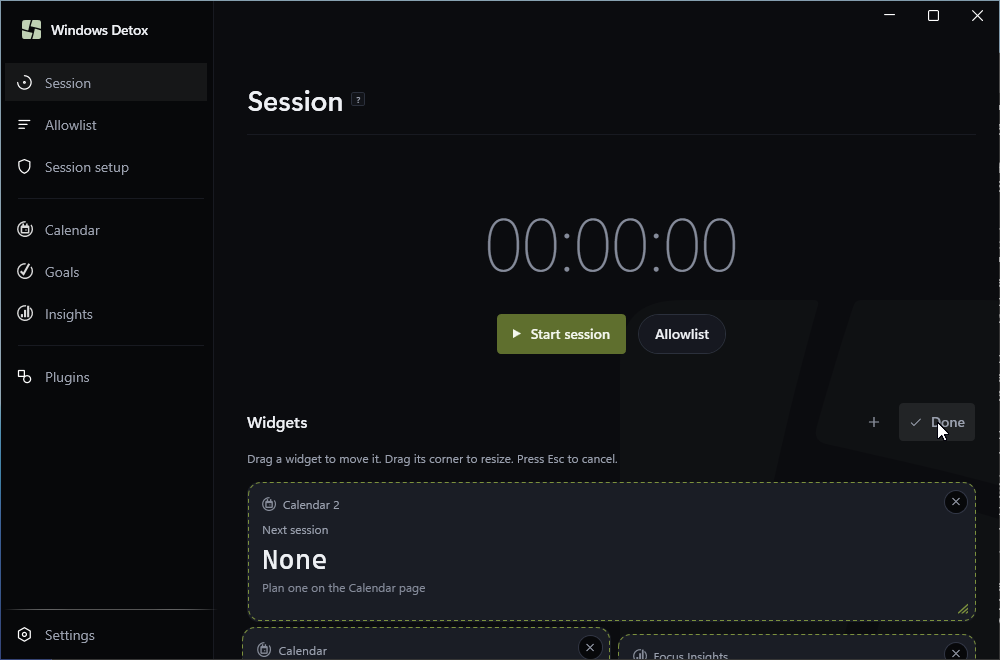 Windows Detox
Session
Allowlist
Session setup
Calendar
Goals
Insights
Plugins
Settings
Session ?
00:00:00
Start session
Allowlist
Widgets
+
Done
Drag a widget to move it. Drag its corner to resize. Press Esc to cancel.
Calendar 2
Next session
None
Plan one on the Calendar page
Calendar
Focus Insights